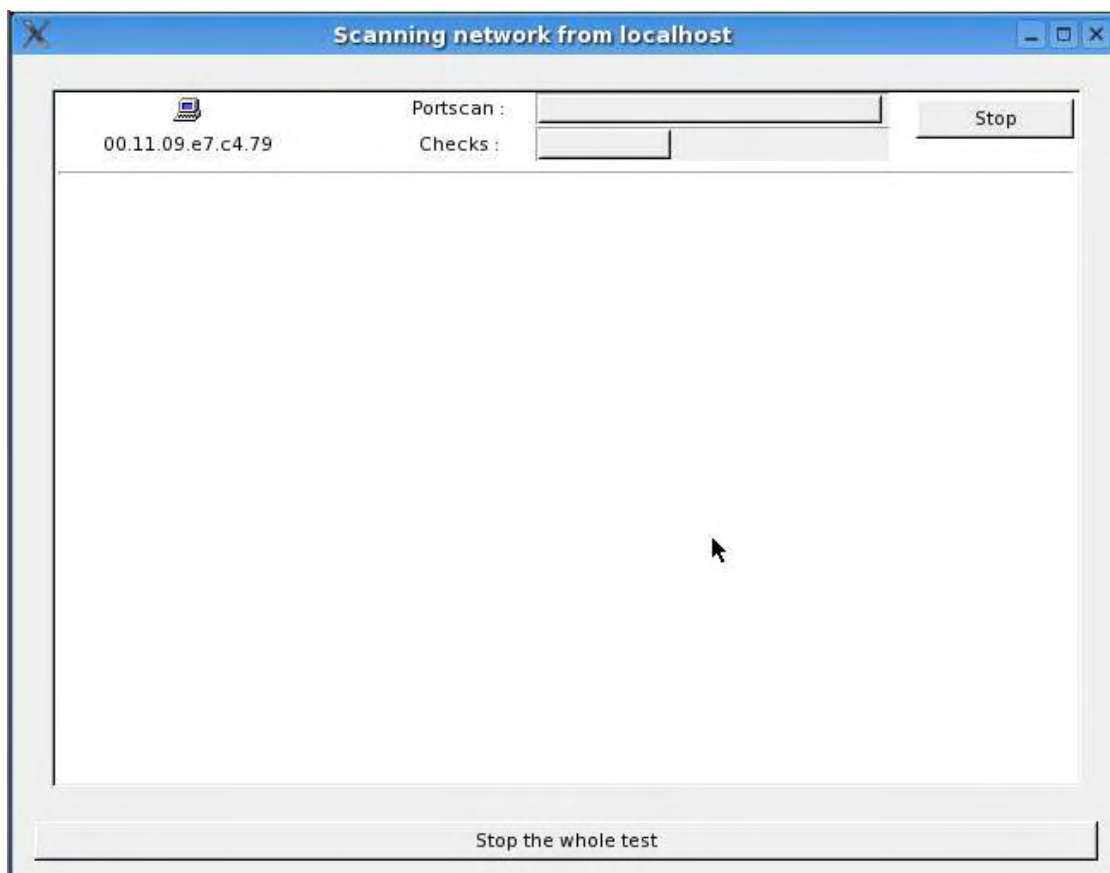 Scanning network from localhost
Portscan :
Stop
00.11.09.e7.c4.79
Checks :
Stop the whole test